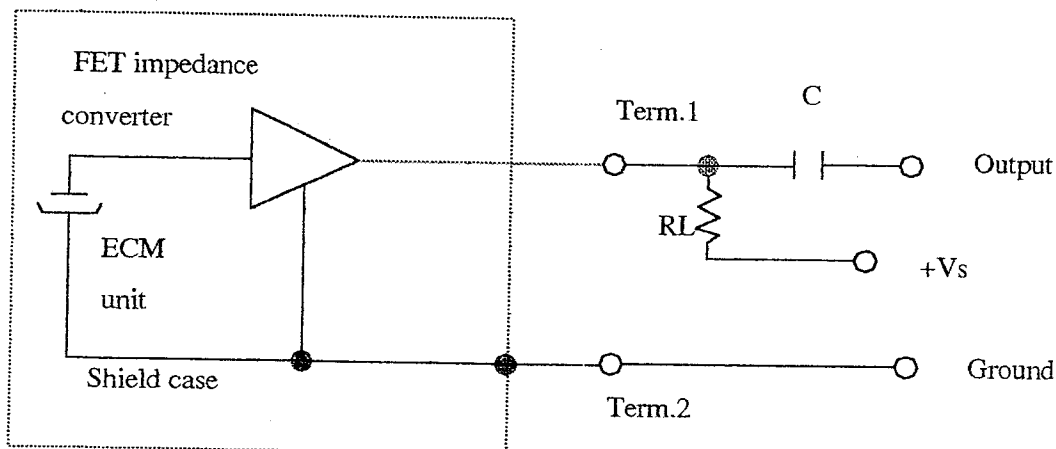 FET impedance
converter
ECM
unit
Shield case
Term.1
C
Output
RL
+Vs
Term.2
Ground